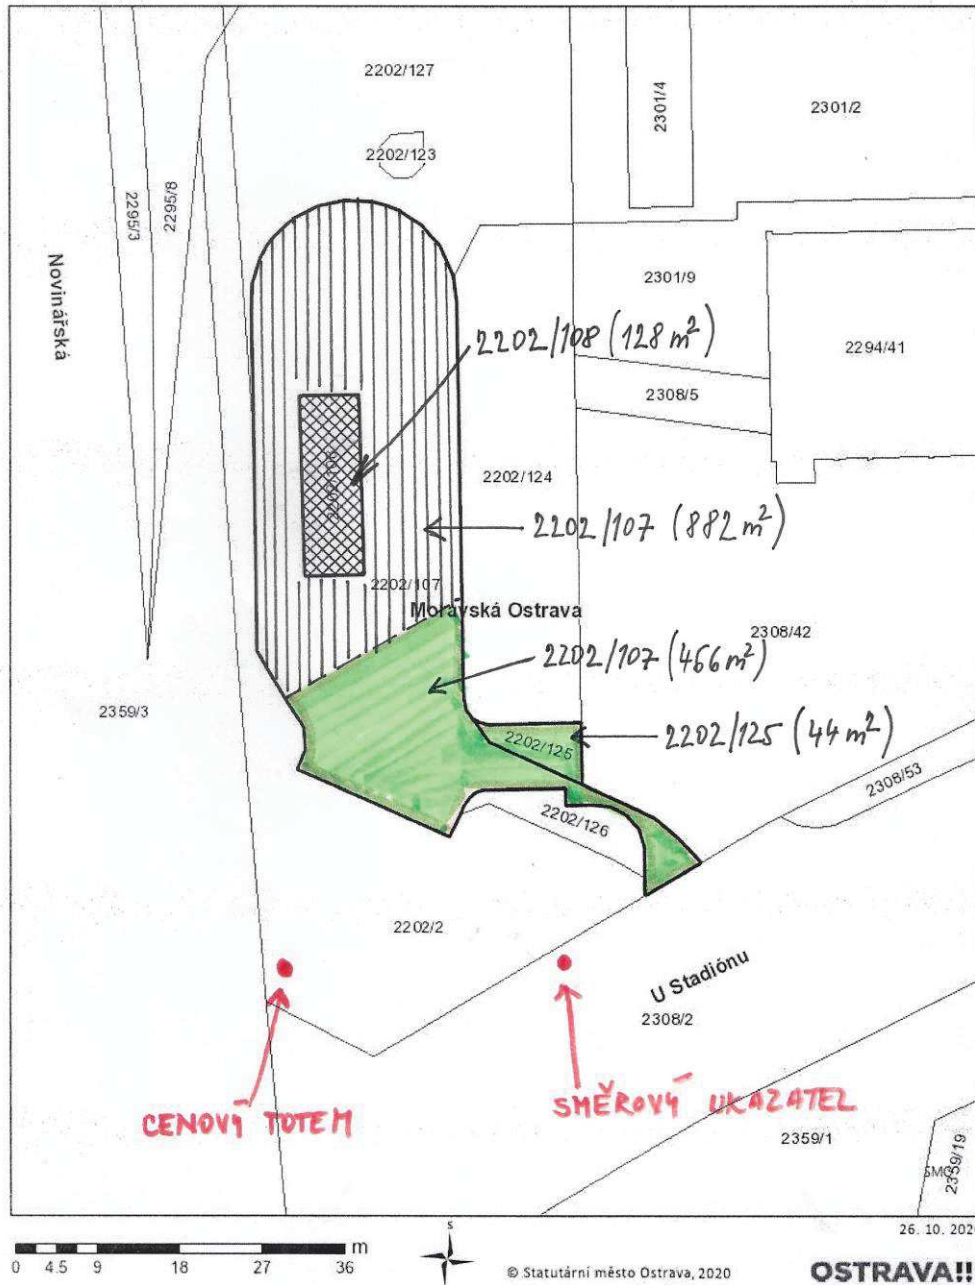 2202/127
2301/4
2301/2
2202/123
2295/3
2295/8
Novinářská
2301/9
2202/108 (128 m²)
2294/41
2308/5
2202/124
2202/107 (882 m²)
2202/107
Moravská Ostrava
2308/42
2202/107 (466 m²)
2359/3
2202/125 (44 m²)
2202/125
2308/53
2202/126
2202/2
U Stadiónu
2308/2
CENOVÝ TOTEM
SMĚROVÝ UKAZATEL
2359/1
2359/19
SMO
26. 10. 202
s
m
0 4.5 9 18 27 36
© Statutární město Ostrava, 2020
OSTRAVA!!